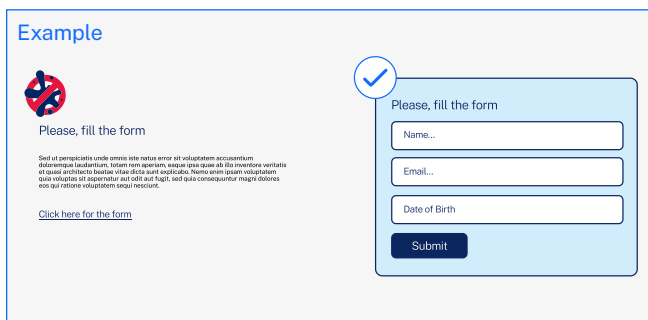 Example
Please, fill the form
Sed ut perspiciatis unde omnis iste natus error sit voluptatem accusantium
doloremque laudantium, totam rem aperiam, eaque ipsa quae ab illo inventore veritatis
et quasi architecto beatae vitae dicta sunt explicabo. Nemo enim ipsam voluptatem
quia voluptas sit aspernatur aut odit aut fugit, sed quia consequuntur magni dolores
eos qui ratione voluptatem sequi nesciunt.
Click here for the form
Please, fill the form
Name...
Email...
Date of Birth
Submit